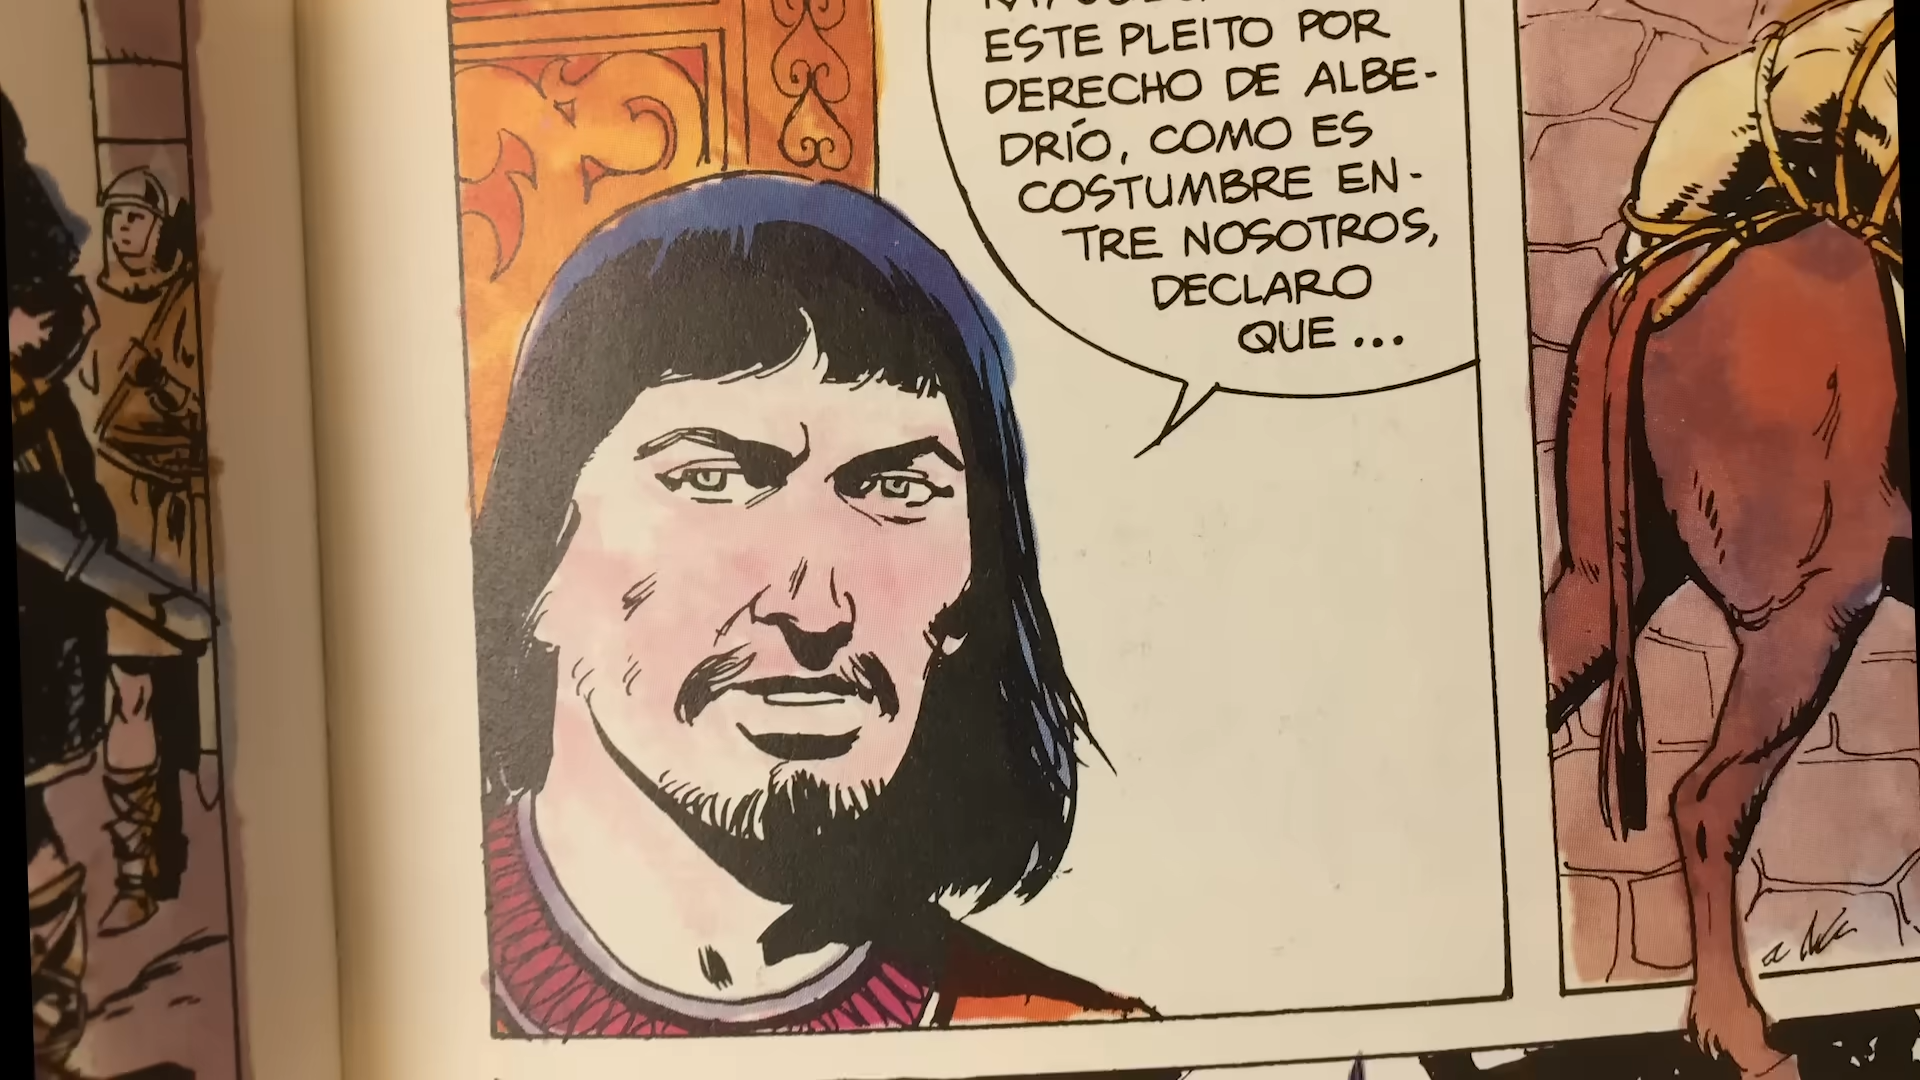 ESTE PLEITO POR
DERECHO DE ALBE-
DRÍO, COMO ES
COSTUMBRE EN-
TRE NOSOTROS,
DECLARO
QUE ...